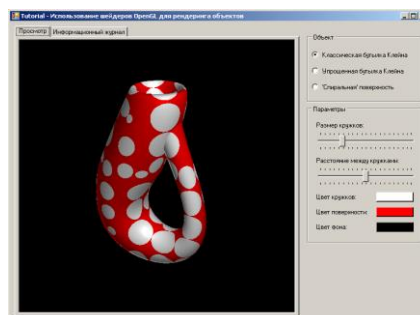 Tutorial - Использование шейдеров OpenGL для рендеринга объектов
Просмотр Информационный журнал
Объект
Классическая бутылка Клейна
Упрощенная бутылка Клейна
"Спиральная" поверхность
Параметры
Размер кружков:
Расстояние между кружками:
Цвет кружков:
Цвет поверхности:
Цвет фона: